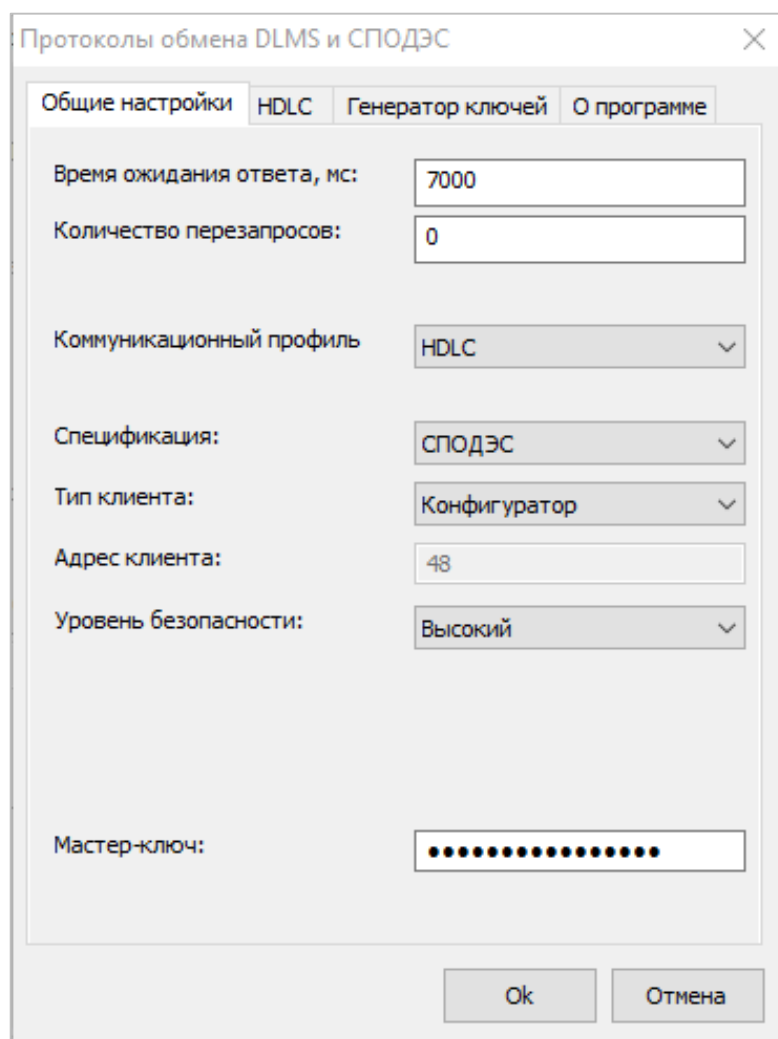 Протоколы обмена DLMS и СПОДЭС
Общие настройки HDLC Генератор ключей О программе
Время ожидания ответа, мс: 7000
Количество перезапросов: 0
Коммуникационный профиль HDLC
Спецификация: СПОДЭС
Тип клиента: Конфигуратор
Адрес клиента: 48
Уровень безопасности: Высокий
Мастер-ключ: ●●●●●●●●●●●●●●●●
Ok Отмена